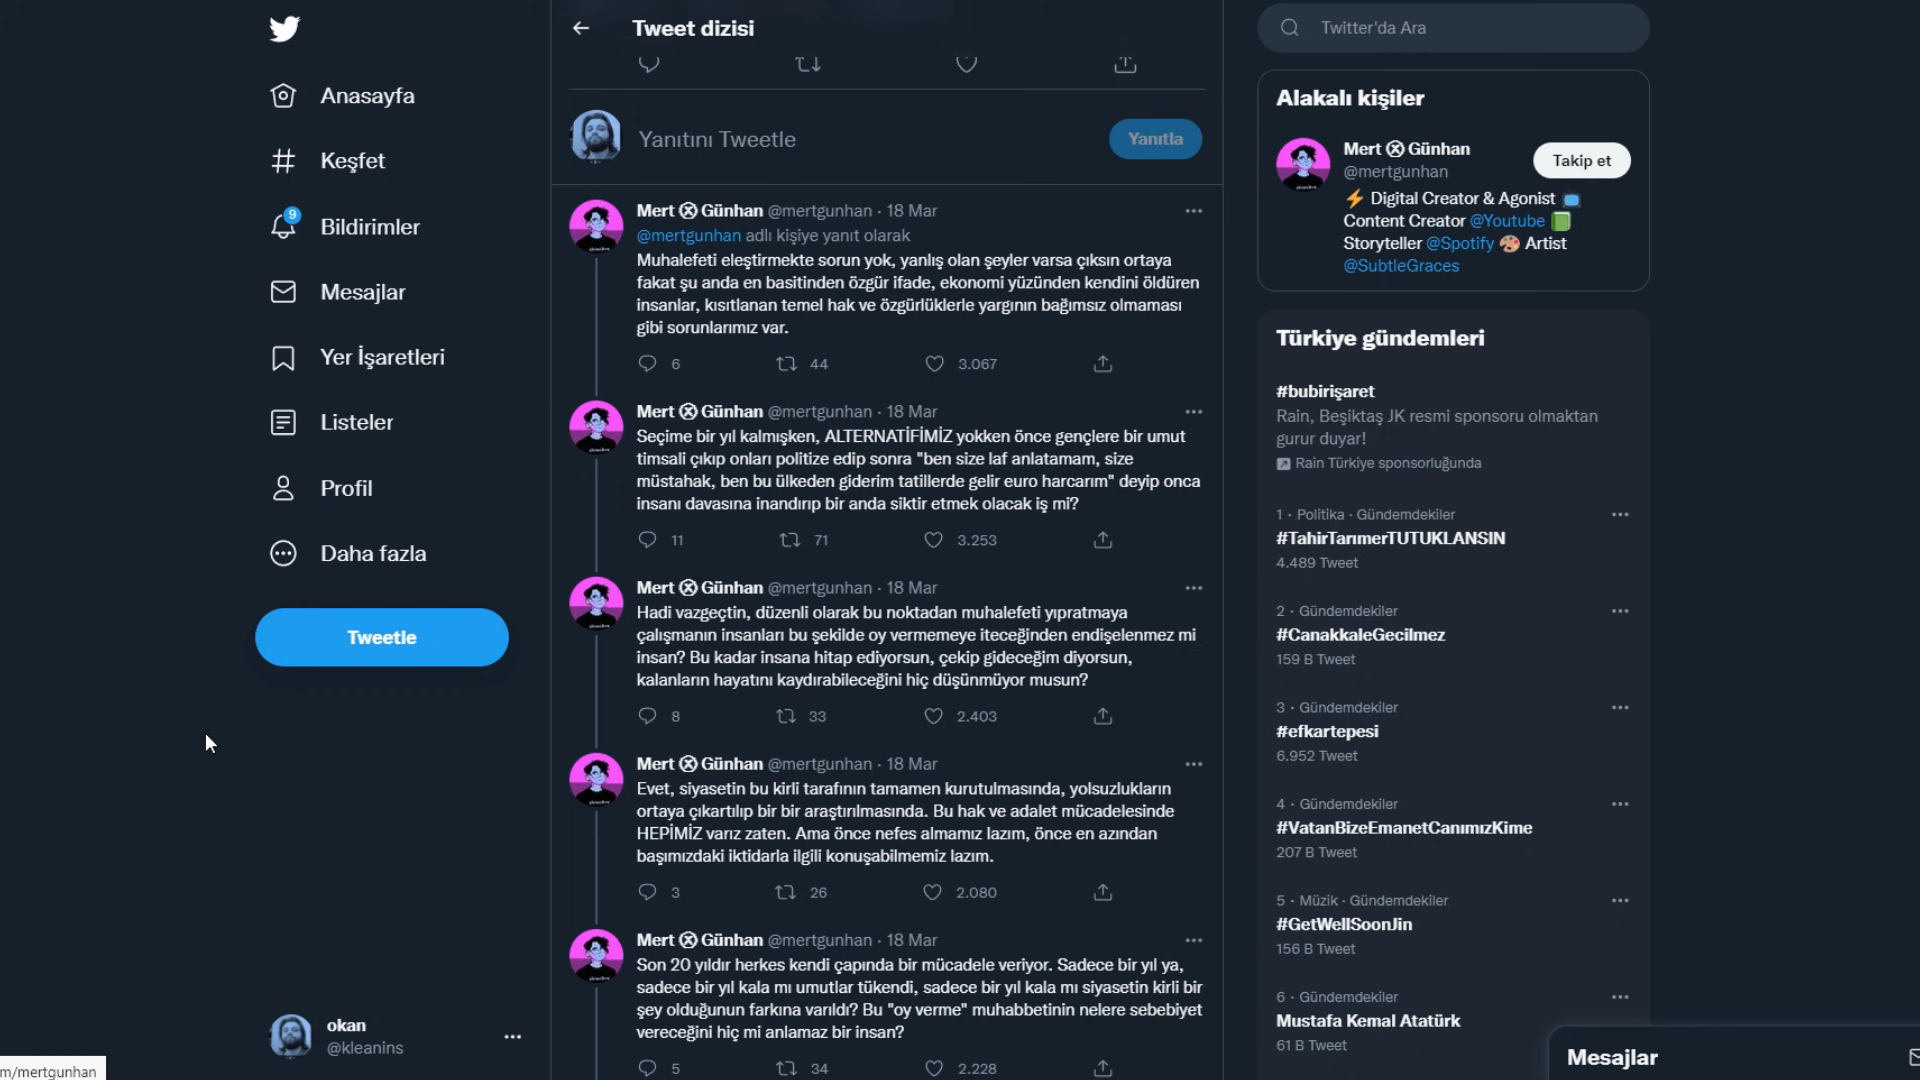 Anasayfa
Keşfet
9
Bildirimler
Mesajlar
Yer İşaretleri
Listeler
Profil
Daha fazla
Tweetle
okan
@kleanins
m/mertgunhan
Tweet dizisi
Yanıtını Tweetle
Yanıtla
Mert Ⓧ Günhan @mertgunhan · 18 Mar
@mertgunhan adlı kişiye yanıt olarak
Muhalefeti eleştirmekte sorun yok, yanlış olan şeyler varsa çıksın ortaya
fakat şu anda en basitinden özgür ifade, ekonomi yüzünden kendini öldüren
insanlar, kısıtlanan temel hak ve özgürlüklerle yargının bağımsız olmaması
gibi sorunlarımız var.
6 44 3.067
Mert Ⓧ Günhan @mertgunhan · 18 Mar
Seçime bir yıl kalmışken, ALTERNATİFİMİZ yokken önce gençlere bir umut
timsali çıkıp onları politize edip sonra "ben size laf anlatamam, size
müstahak, ben bu ülkeden giderim tatillerde gelir euro harcarım" deyip onca
insanı davasına inandırıp bir anda siktir etmek olacak iş mi?
11 71 3.253
Mert Ⓧ Günhan @mertgunhan · 18 Mar
Hadi vazgeçtin, düzenli olarak bu noktadan muhalefeti yıpratmaya
çalışmanın insanları bu şekilde oy vermemeye iteceğinden endişelenmez mi
insan? Bu kadar insana hitap ediyorsun, çekip gideceğim diyorsun,
kalanların hayatını kaydırabileceğini hiç düşünmüyor musun?
8 33 2.403
Mert Ⓧ Günhan @mertgunhan · 18 Mar
Evet, siyasetin bu kirli tarafının tamamen kurutulmasında, yolsuzlukların
ortaya çıkartılıp bir bir araştırılmasında. Bu hak ve adalet mücadelesinde
HEPİMİZ varız zaten. Ama önce nefes almamız lazım, önce en azından
başımızdaki iktidarla ilgili konuşabilmemiz lazım.
3 26 2.080
Mert Ⓧ Günhan @mertgunhan · 18 Mar
Son 20 yıldır herkes kendi çapında bir mücadele veriyor. Sadece bir yıl ya,
sadece bir yıl kala mı umutlar tükendi, sadece bir yıl kala mı siyasetin kirli bir
şey olduğunun farkına varıldı? Bu "oy verme" muhabbetinin nelere sebebiyet
vereceğini hiç mi anlamaz bir insan?
5 34 2.228
Twitter'da Ara
Alakalı kişiler
Mert Ⓧ Günhan
@mertgunhan
Takip et
⚡ Digital Creator & Agonist 📺
Content Creator @Youtube 📗
Storyteller @Spotify 🎨 Artist
@SubtleGraces
Türkiye gündemleri
#bubirişaret
Rain, Beşiktaş JK resmi sponsoru olmaktan
gurur duyar!
Rain Türkiye sponsorluğunda
1 · Politika · Gündemdekiler
#TahirTarımerTUTUKLANSIN
4.489 Tweet
2 · Gündemdekiler
#CanakkaleGecilmez
159 B Tweet
3 · Gündemdekiler
#efkartepesi
6.952 Tweet
4 · Gündemdekiler
#VatanBizeEmanetCanımızKime
207 B Tweet
5 · Müzik · Gündemdekiler
#GetWellSoonJin
156 B Tweet
6 · Gündemdekiler
Mustafa Kemal Atatürk
61 B Tweet
Mesajlar